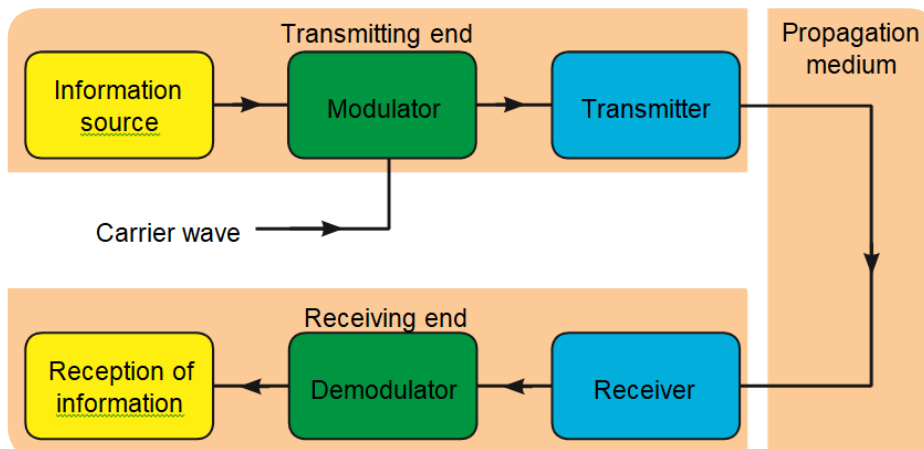 Transmitting end
Information
source
Modulator
Transmitter
Propagation
medium
Carrier wave
Receiving end
Reception of
information
Demodulator
Receiver